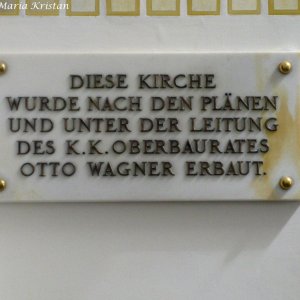 Maria Kristan
DIESE KIRCHE
WURDE NACH DEN PLÄNEN
UND UNTER DER LEITUNG
DES K.K. OBERBAURATES
OTTO WAGNER ERBAUT.